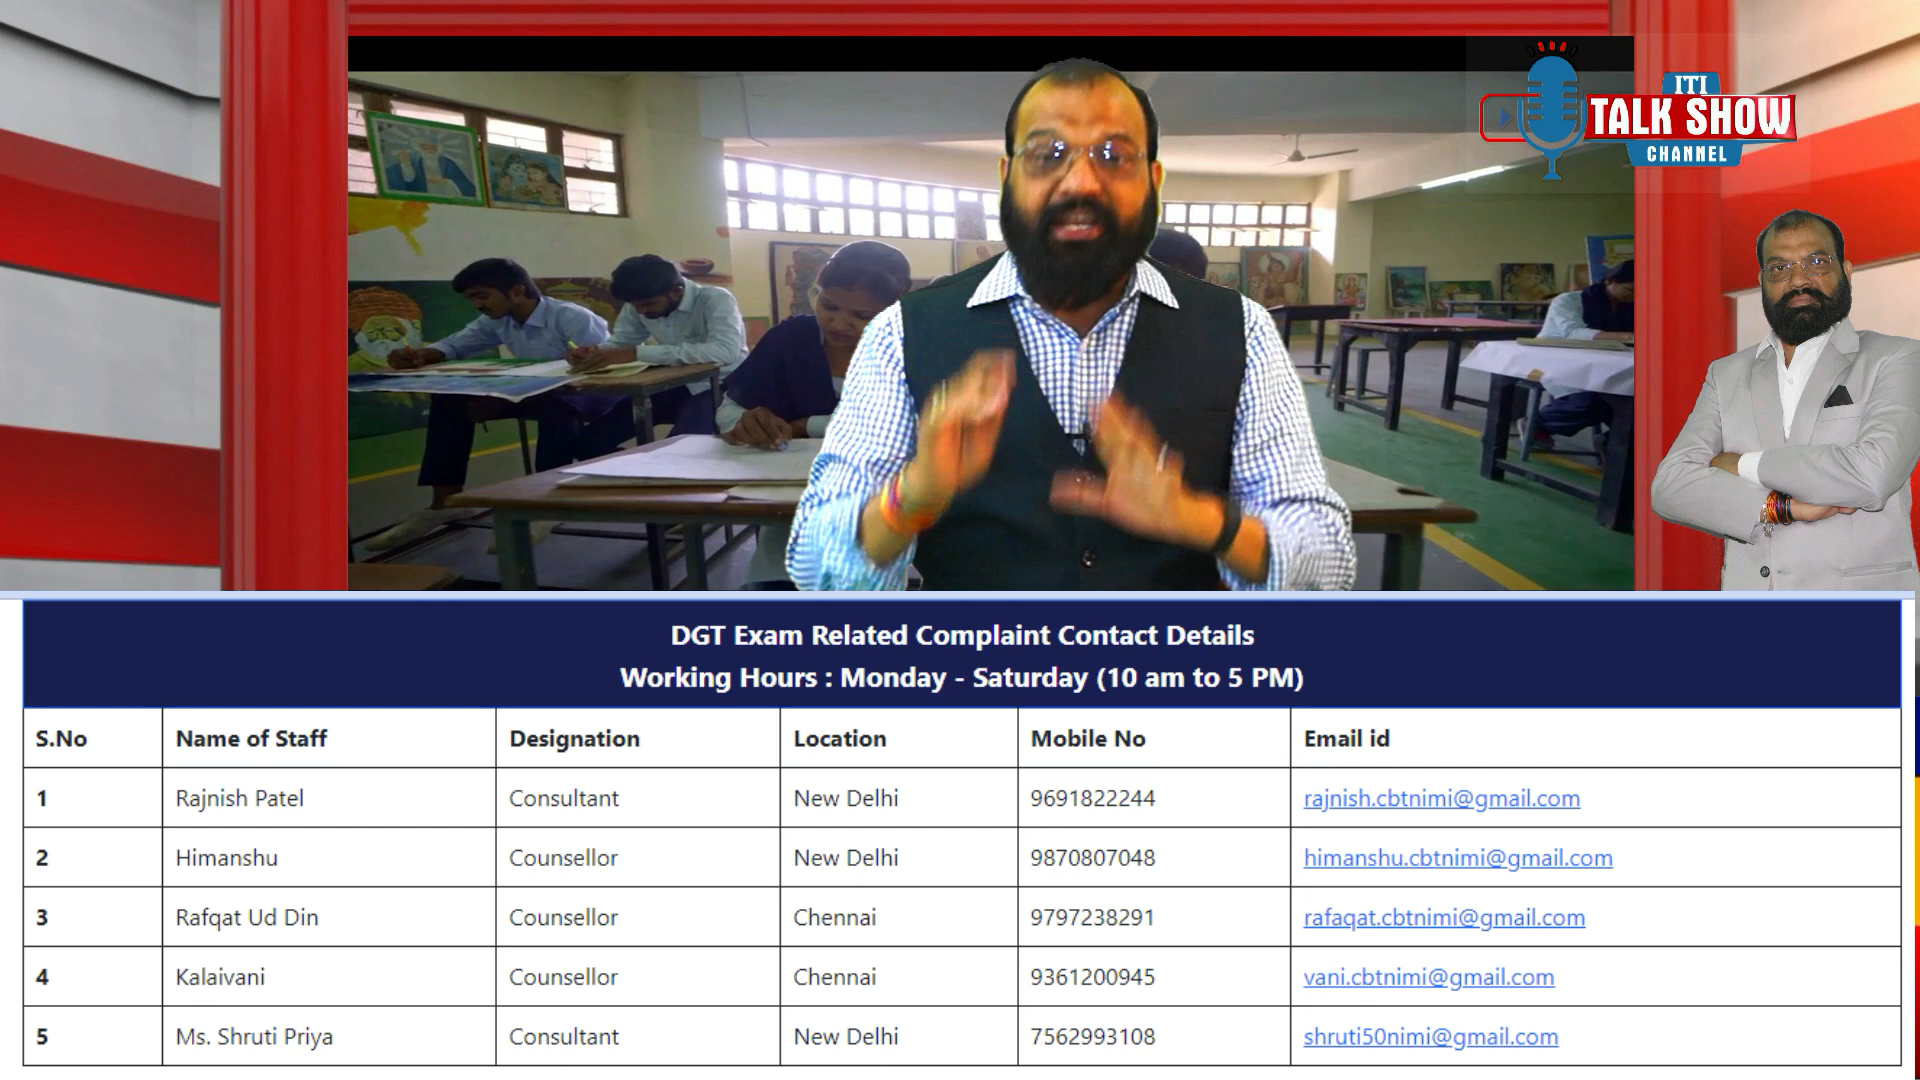 ITI
TALK SHOW
CHANNEL
DGT Exam Related Complaint Contact Details
Working Hours : Monday - Saturday (10 am to 5 PM)
S.No Name of Staff Designation Location Mobile No Email id
1 Rajnish Patel Consultant New Delhi 9691822244 rajnish.cbtnimi@gmail.com
2 Himanshu Counsellor New Delhi 9870807048 himanshu.cbtnimi@gmail.com
3 Rafqat Ud Din Counsellor Chennai 9797238291 rafaqat.cbtnimi@gmail.com
4 Kalaivani Counsellor Chennai 9361200945 vani.cbtnimi@gmail.com
5 Ms. Shruti Priya Consultant New Delhi 7562993108 shruti50nimi@gmail.com